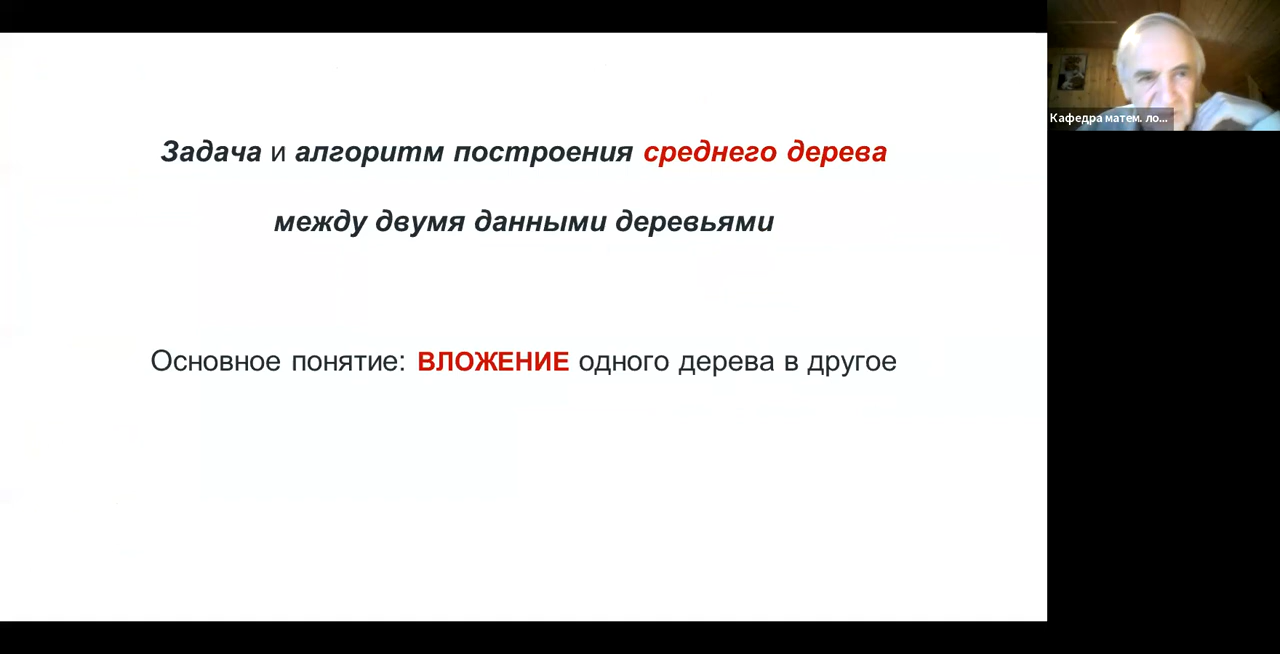 Задача и алгоритм построения среднего дерева
между двумя данными деревьями
Основное понятие: ВЛОЖЕНИЕ одного дерева в другое
Кафедра матем. ло...